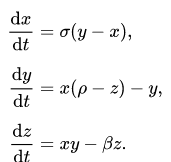 dx/dt = σ(y − x),
dy/dt = x(ρ − z) − y,
dz/dt = xy − βz.